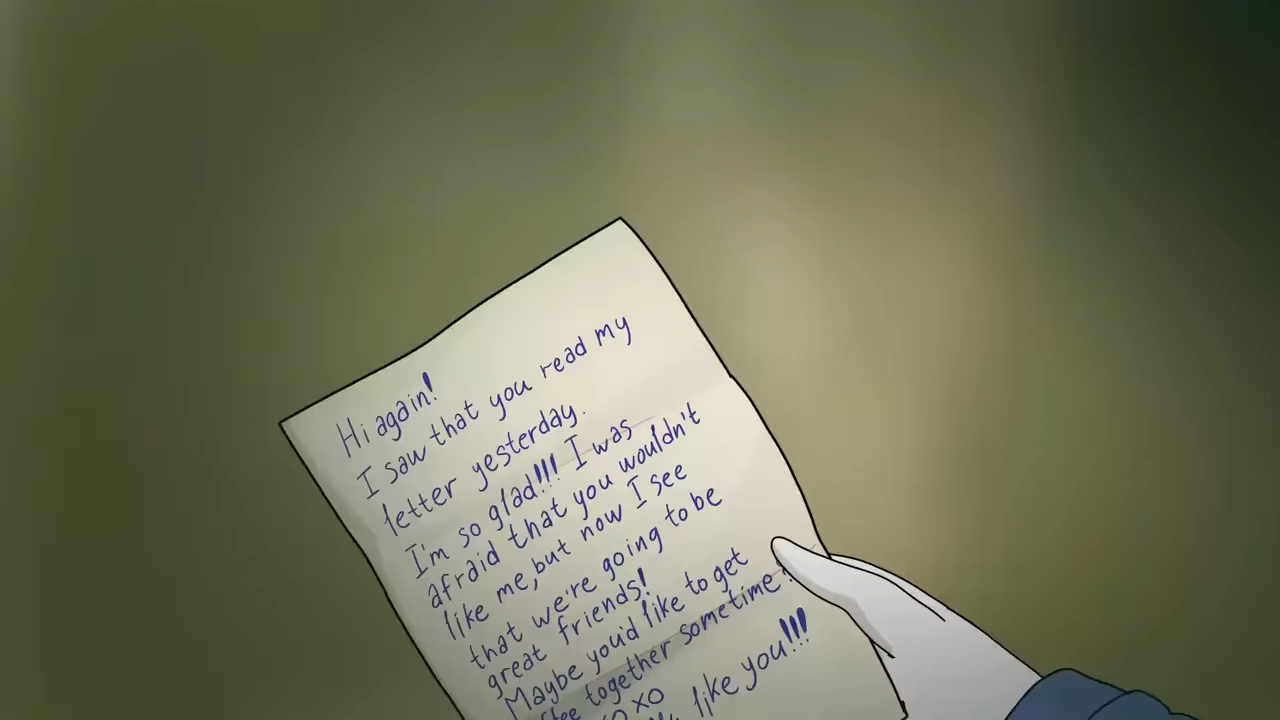 Hi again!
I saw that you read my
letter yesterday.
I'm so glad!!! I was
afraid that you wouldn't
like me, but now I see
that we're going to be
great friends!
Maybe you'd like to get
together sometime?
XO
like you!!!